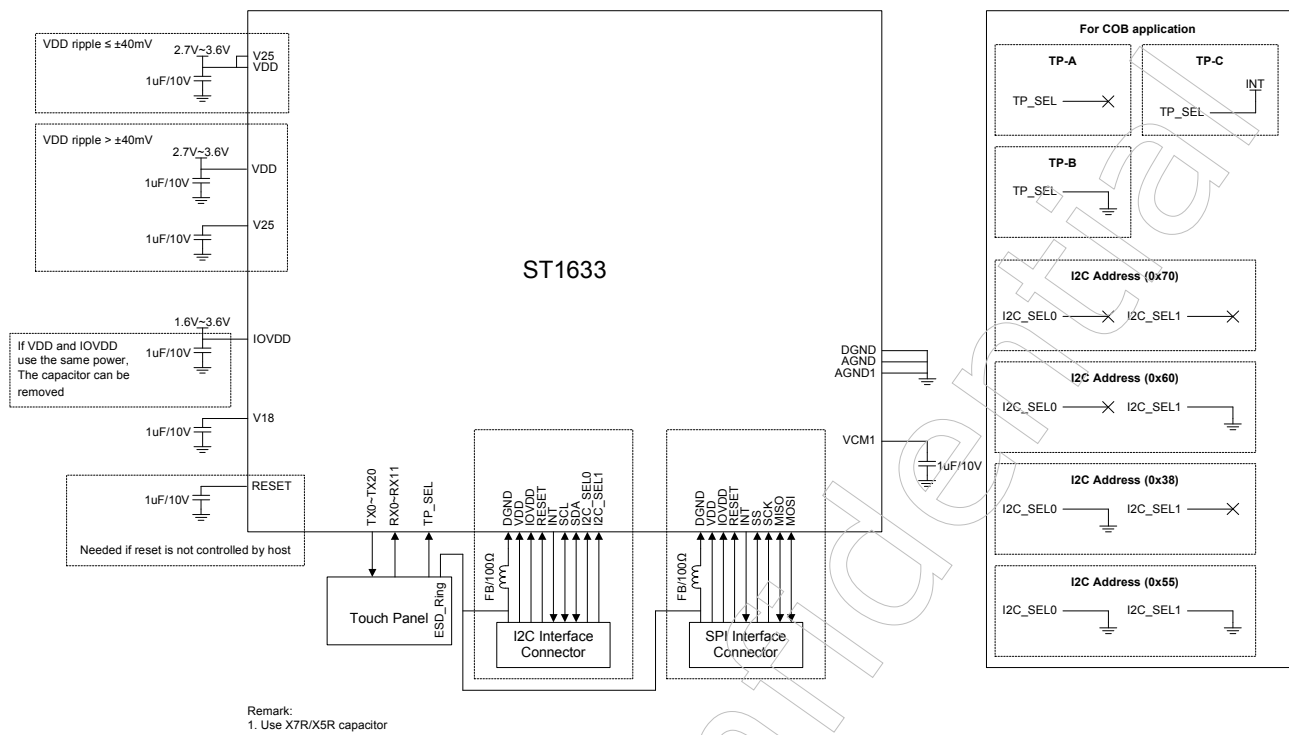 VDD ripple ≤ ±40mV
2.7V~3.6V
V25
VDD
1uF/10V
VDD ripple > ±40mV
2.7V~3.6V
VDD
1uF/10V
V25
1uF/10V
ST1633
1.6V~3.6V
IOVDD
If VDD and IOVDD
use the same power,
The capacitor can be
removed
1uF/10V
V18
1uF/10V
RESET
1uF/10V
Needed if reset is not controlled by host
DGND
AGND
AGND1
VCM1
1uF/10V
TX0~TX20
RX0~RX11
TP_SEL
Touch Panel
ESD_Ring
DGND
VDD
IOVDD
RESET
INT
SCL
SDA
I2C_SEL0
I2C_SEL1
FB/100Ω
I2C Interface
Connector
DGND
VDD
IOVDD
RESET
INT
SS
SCK
MISO
MOSI
FB/100Ω
SPI Interface
Connector
Remark:
1. Use X7R/X5R capacitor
For COB application
TP-A
TP_SEL
TP-C
INT
TP_SEL
TP-B
TP_SEL
I2C Address (0x70)
I2C_SEL0 I2C_SEL1
I2C Address (0x60)
I2C_SEL0 I2C_SEL1
I2C Address (0x38)
I2C_SEL0 I2C_SEL1
I2C Address (0x55)
I2C_SEL0 I2C_SEL1
fidential